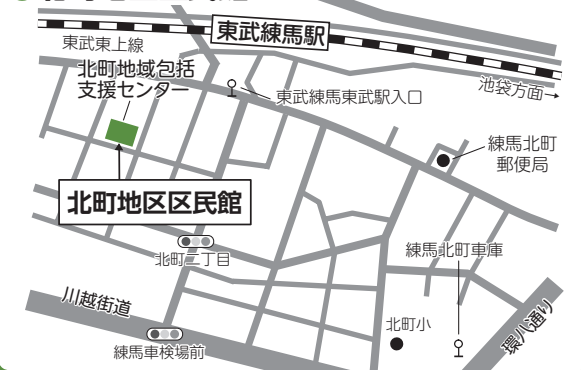 東武練馬駅
東武東上線
北町地域包括
支援センター
東武練馬東武駅入口
池袋方面→
練馬北町
郵便局
北町地区区民館
北町二丁目
練馬北町車庫
川越街道
北町小
環八通り
練馬車検場前